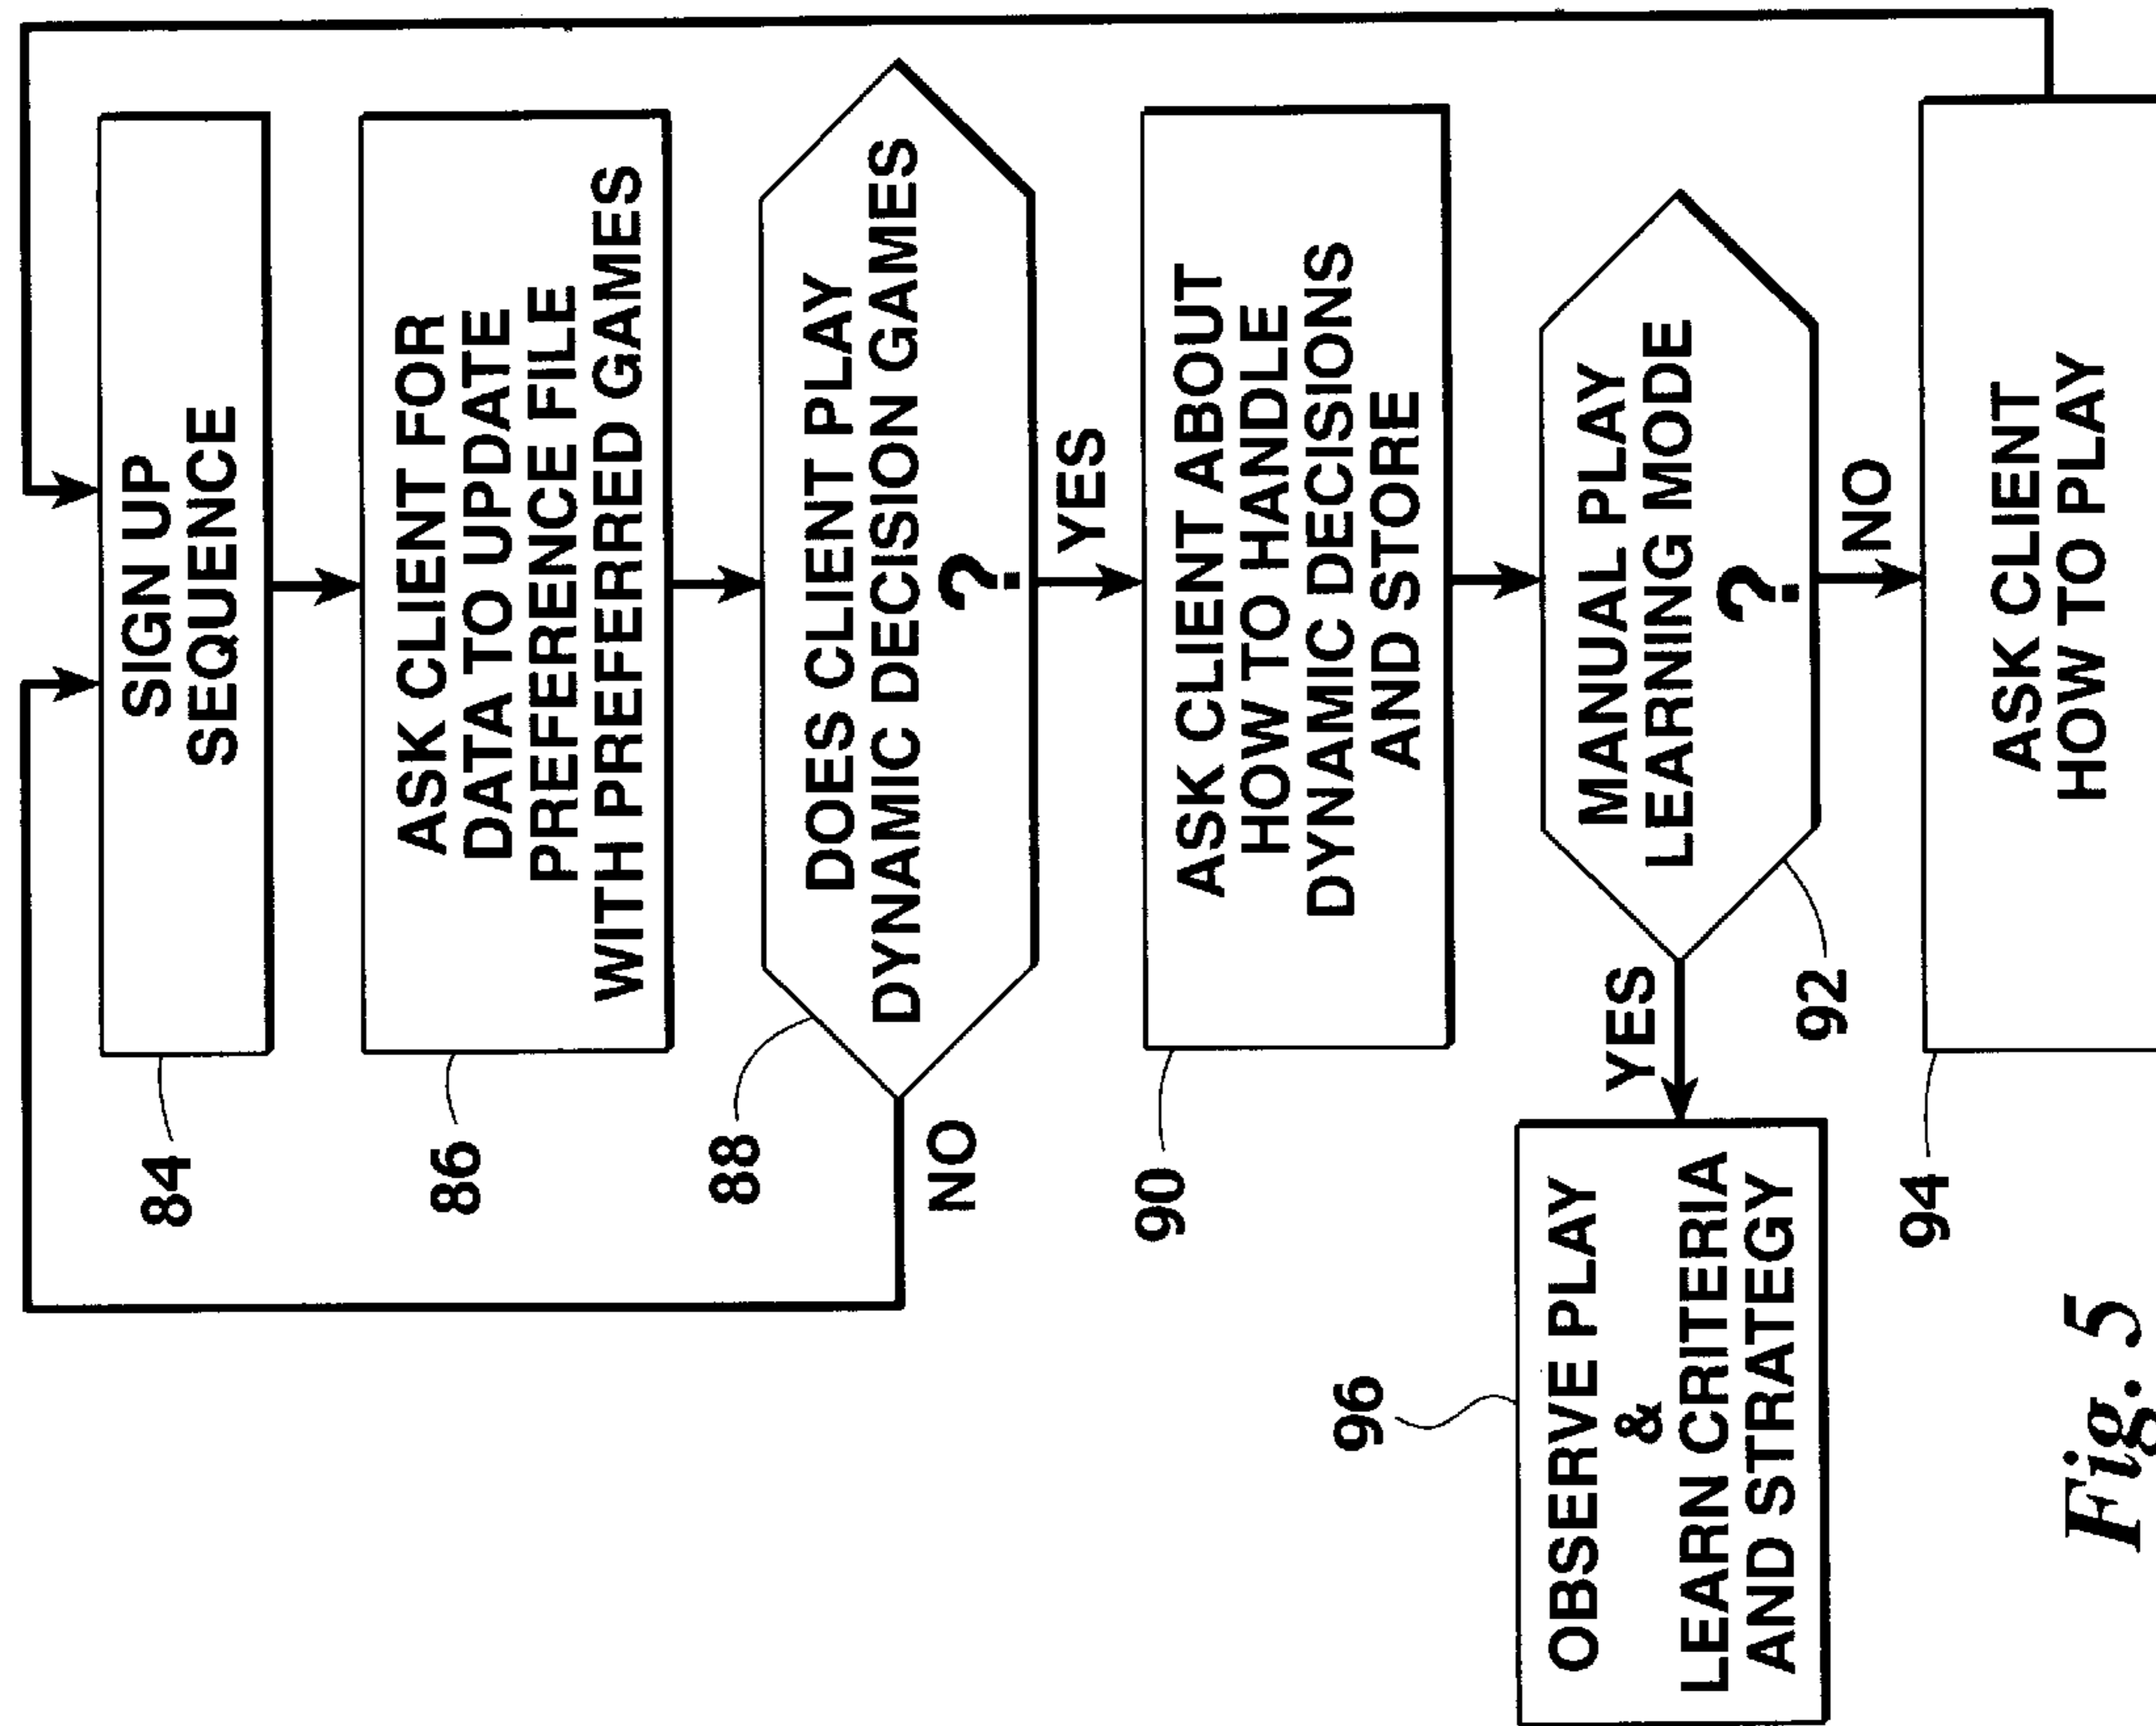 84
SIGN UP
SEQUENCE
86
ASK CLIENT FOR
DATA TO UPDATE
PREFERENCE FILE
WITH PREFERRED GAMES
88
DOES CLIENT PLAY
DYNAMIC DECISION GAMES
?
NO
YES
90
ASK CLIENT ABOUT
HOW TO HANDLE
DYNAMIC DECISIONS
AND STORE
MANUAL PLAY
LEARNING MODE
?
92
YES
NO
96
OBSERVE PLAY
&
LEARN CRITERIA
AND STRATEGY
94
ASK CLIENT
HOW TO PLAY
Fig. 5